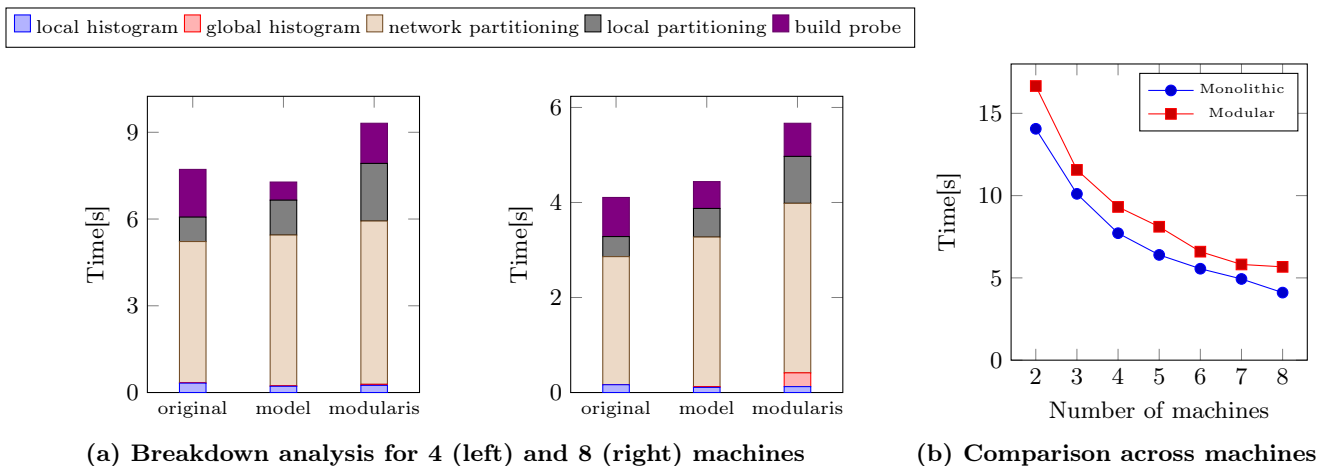 local histogram global histogram network partitioning local partitioning build probe
Time[s]
9
6
3
0
original model modularis
Time[s]
6
4
2
0
original model modularis
(a) Breakdown analysis for 4 (left) and 8 (right) machines
Monolithic
Modular
Time[s]
15
10
5
0
2 3 4 5 6 7 8
Number of machines
(b) Comparison across machines